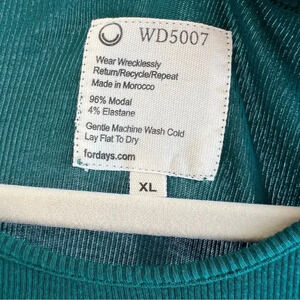 WD5007
Wear Wrecklessly
Return/Recycle/Repeat
Made in Morocco
96% Modal
4% Elastane
Gentle Machine Wash Cold
Lay Flat To Dry
fordays.com
XL